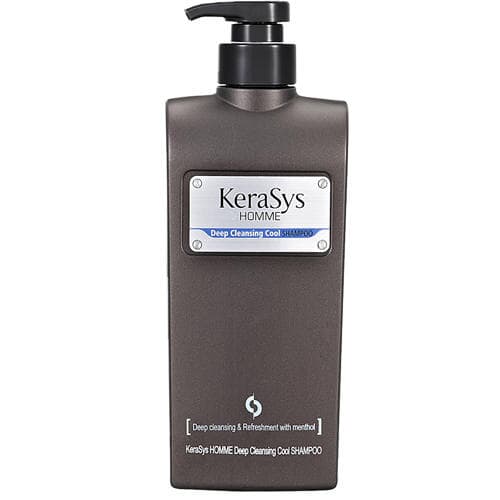 KeraSys
HOMME
Deep Cleansing Cool SHAMPOO
[ Deep cleansing & Refreshment with menthol ]
KeraSys HOMME Deep Cleansing Cool SHAMPOO